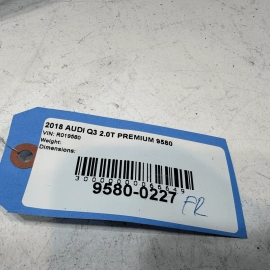 2018 AUDI Q3 2.0T PREMIUM 9580
VIN: R019580
Weight:
Dimensions:
9580-0227
FR